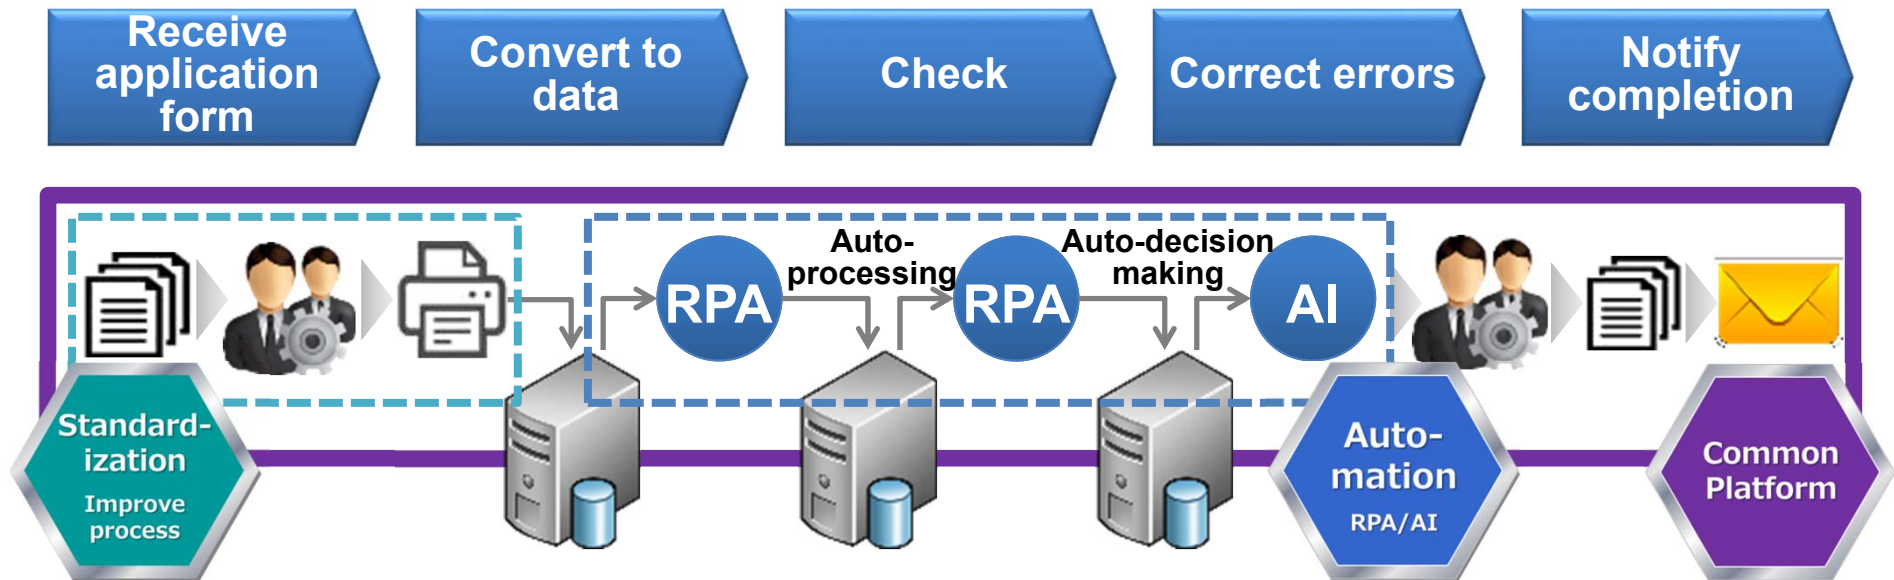 Receive
application
form
Convert to
data
Check
Correct errors
Notify
completion
RPA
Auto-
processing
RPA
Auto-decision
making
AI
Standard-
ization
Improve
process
Auto-
mation
RPA/AI
Common
Platform